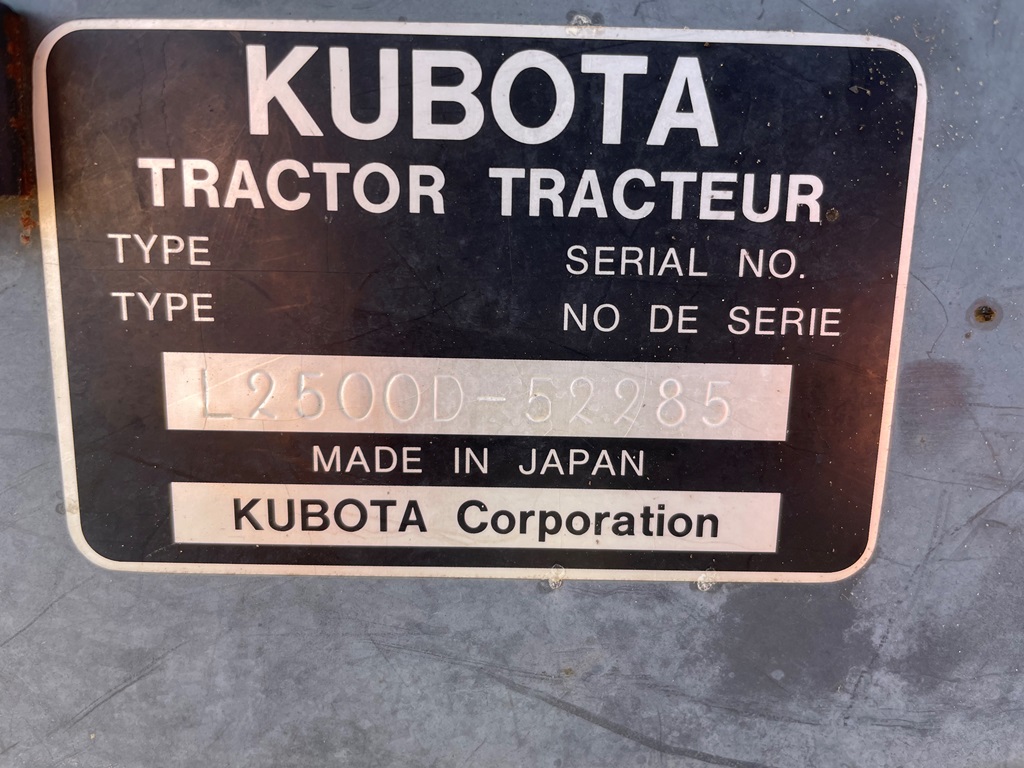 KUBOTA
TRACTOR TRACTEUR
TYPE SERIAL NO.
TYPE NO DE SERIE
L2500D-52285
MADE IN JAPAN
KUBOTA Corporation